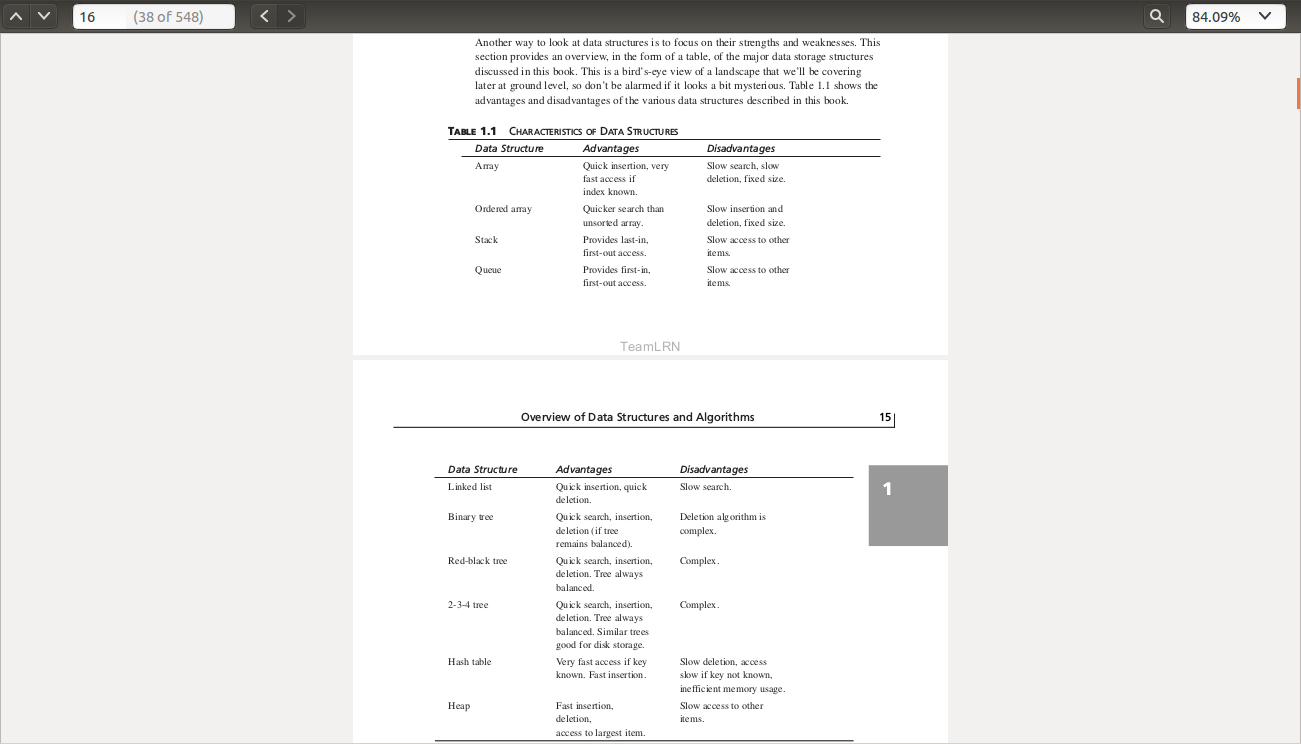 16 (38 of 548) 84.09%
Another way to look at data structures is to focus on their strengths and weaknesses. This
section provides an overview, in the form of a table, of the major data storage structures
discussed in this book. This is a bird’s-eye view of a landscape that we’ll be covering
later at ground level, so don’t be alarmed if it looks a bit mysterious. Table 1.1 shows the
advantages and disadvantages of the various data structures described in this book.
TABLE 1.1 CHARACTERISTICS OF DATA STRUCTURES
Data Structure Advantages Disadvantages
Array Quick insertion, very Slow search, slow
fast access if deletion, fixed size.
index known.
Ordered array Quicker search than Slow insertion and
unsorted array. deletion, fixed size.
Stack Provides last-in, Slow access to other
first-out access. items.
Queue Provides first-in, Slow access to other
first-out access. items.
TeamLRN
Overview of Data Structures and Algorithms 15
Data Structure Advantages Disadvantages
1
Linked list Quick insertion, quick Slow search.
deletion.
Binary tree Quick search, insertion, Deletion algorithm is
deletion (if tree complex.
remains balanced).
Red-black tree Quick search, insertion, Complex.
deletion. Tree always
balanced.
2-3-4 tree Quick search, insertion, Complex.
deletion. Tree always
balanced. Similar trees
good for disk storage.
Hash table Very fast access if key Slow deletion, access
known. Fast insertion. slow if key not known,
inefficient memory usage.
Heap Fast insertion, Slow access to other
deletion, items.
access to largest item.